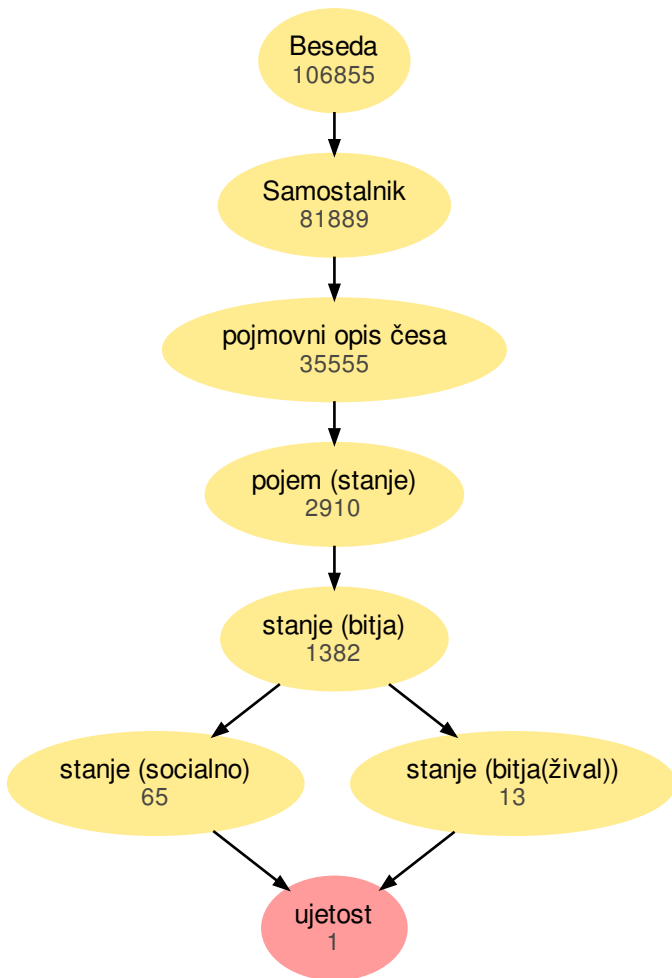 Beseda
106855
Samostalnik
81889
pojmovni opis česa
35555
pojem (stanje)
2910
stanje (bitja)
1382
stanje (socialno)
65
stanje (bitja(žival))
13
ujetost
1